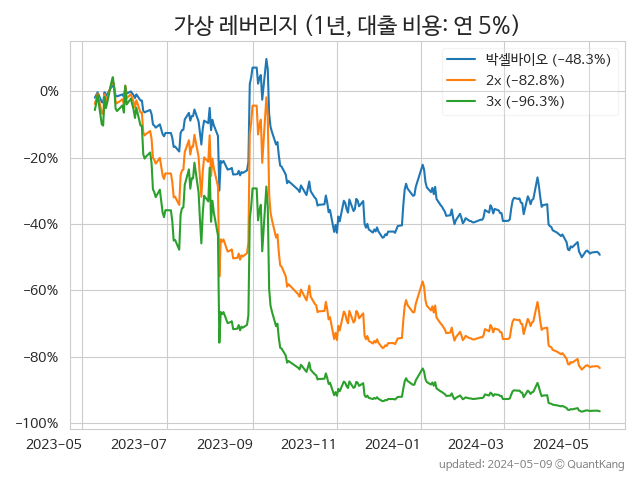 가상 레버리지 (1년, 대출 비용: 연 5%)
박셀바이오 (−48.3%)
2x (−82.8%)
3x (−96.3%)
0%
−20%
−40%
−60%
−80%
−100%
2023-05 2023-07 2023-09 2023-11 2024-01 2024-03 2024-05
updated: 2024-05-09 © QuantKang